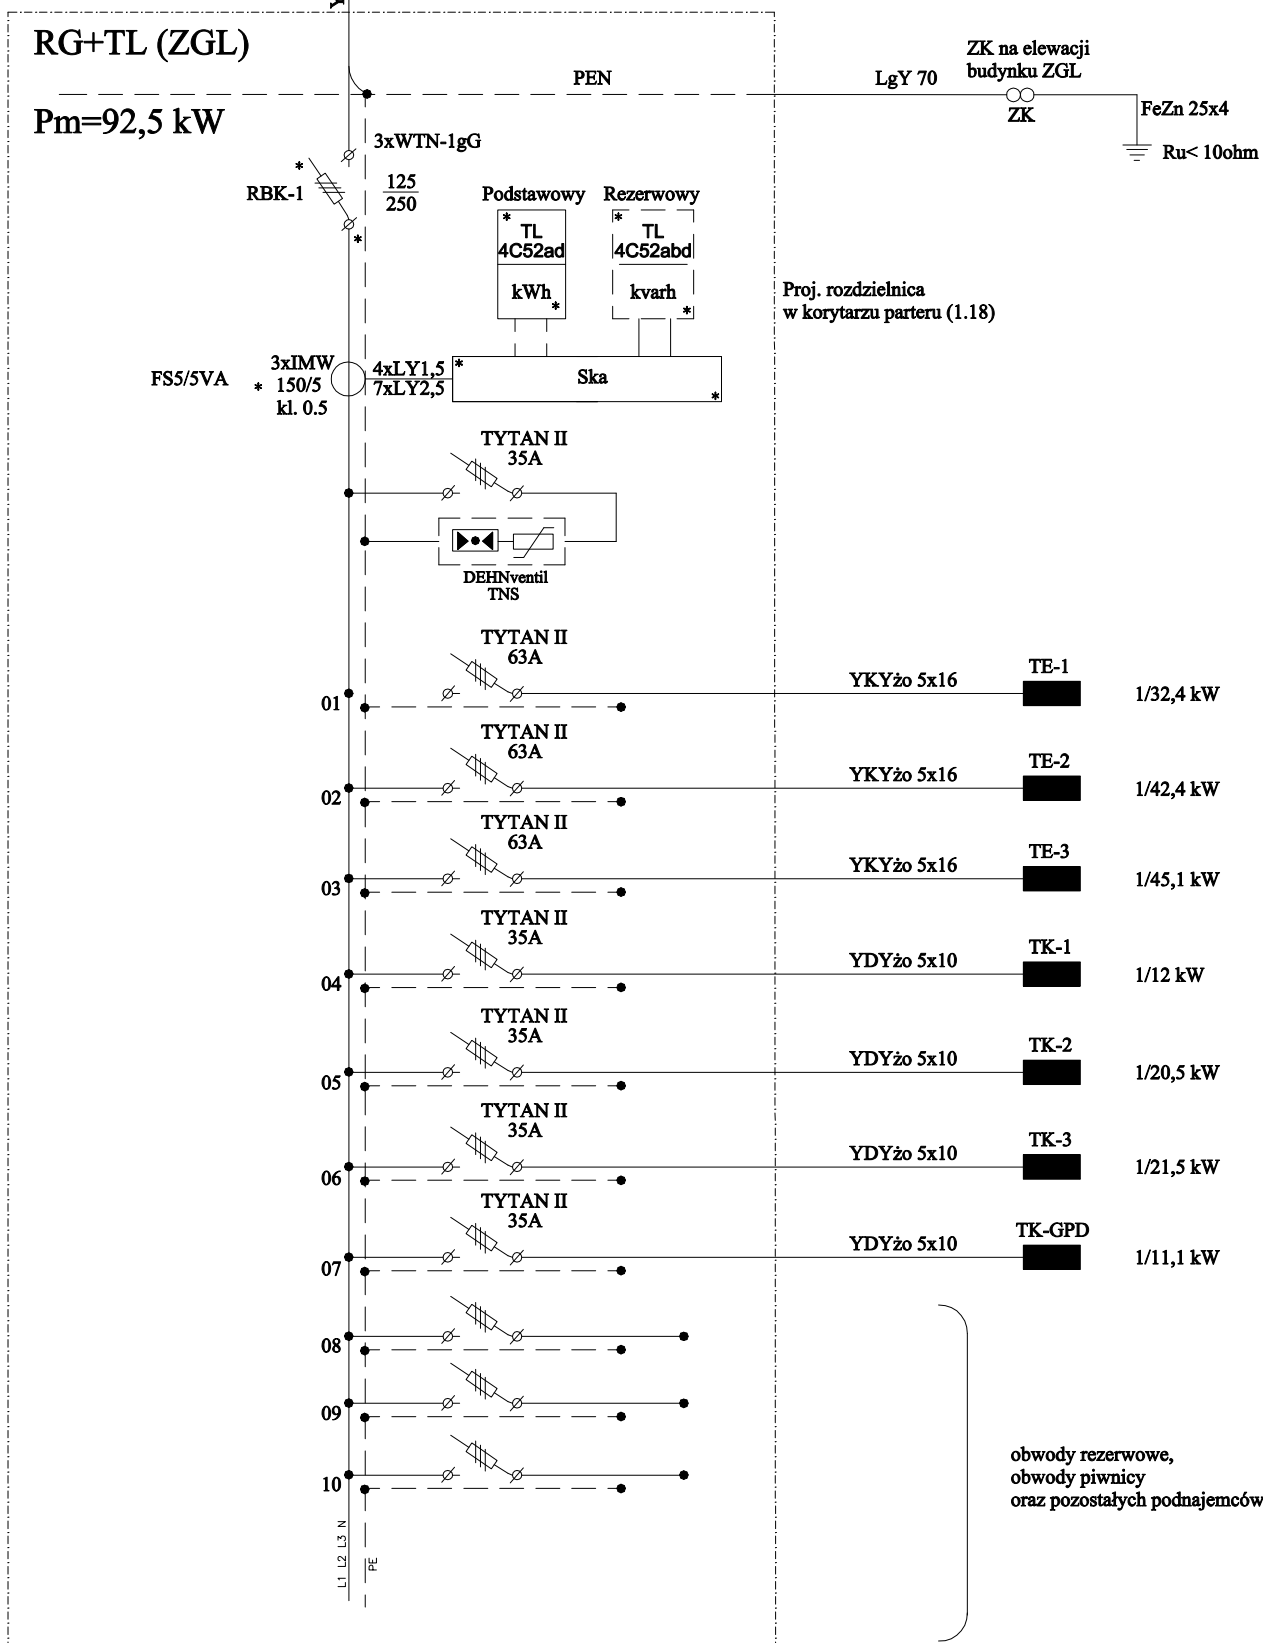 RG+TL (ZGL)
Pm=92,5 kW
PEN
LgY 70
ZK na elewacji
budynku ZGL
ZK
FeZn 25x4
Ru< 10ohm
3xWTN-1gG
*
RBK-1
125
250
*
Podstawowy
*
TL
4C52ad
kWh
*
Rezerwowy
*
TL
4C52abd
kvarh
*
Proj. rozdzielnica
w korytarzu parteru (1.18)
FS5/5VA
*
3xIMW
150/5
kl. 0.5
4xLY1,5
7xLY2,5
*
Ska
*
TYTAN II
35A
DEHNventil
TNS
TYTAN II
63A
01
YKYżo 5x16
TE-1
1/32,4 kW
TYTAN II
63A
02
YKYżo 5x16
TE-2
1/42,4 kW
TYTAN II
63A
03
YKYżo 5x16
TE-3
1/45,1 kW
TYTAN II
35A
04
YDYżo 5x10
TK-1
1/12 kW
TYTAN II
35A
05
YDYżo 5x10
TK-2
1/20,5 kW
TYTAN II
35A
06
YDYżo 5x10
TK-3
1/21,5 kW
TYTAN II
35A
07
YDYżo 5x10
TK-GPD
1/11,1 kW
08
09
10
obwody rezerwowe,
obwody piwnicy
oraz pozostałych podnajemców
L1 L2 L3 N
PE